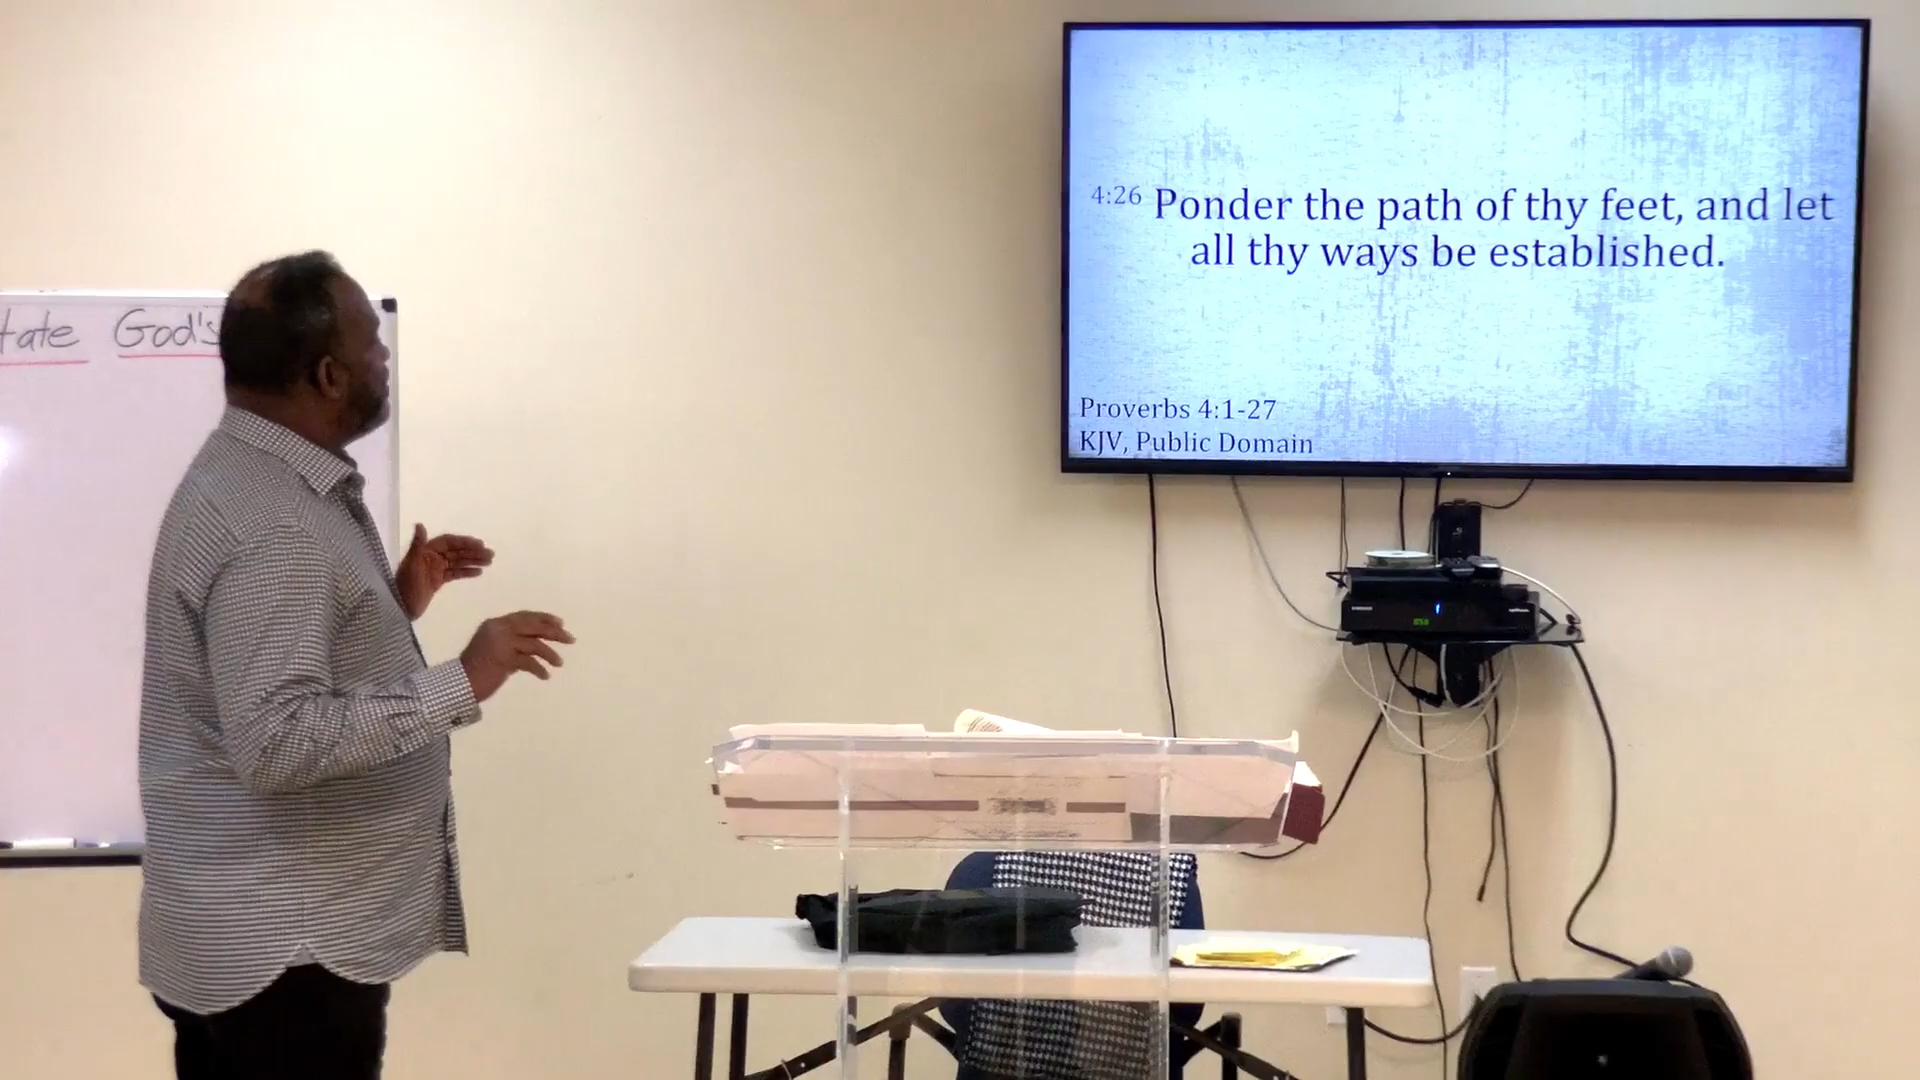 tate God's
4:26 Ponder the path of thy feet, and let
all thy ways be established.
Proverbs 4:1-27
KJV, Public Domain